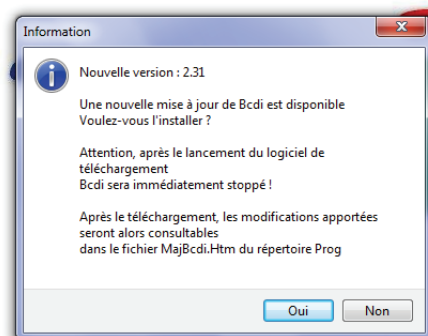 Information
Nouvelle version : 2.31
Une nouvelle mise à jour de Bcdi est disponible
Voulez-vous l'installer ?
Attention, après le lancement du logiciel de
téléchargement
Bcdi sera immédiatement stoppé !
Après le téléchargement, les modifications apportées
seront alors consultables
dans le fichier MajBcdi.Htm du répertoire Prog
Oui
Non